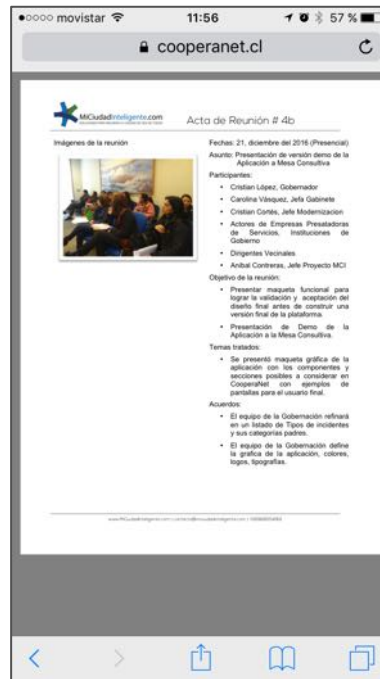 movistar 11:56 57 %
cooperanet.cl
MiCiudadInteligente.com
Acta de Reunión # 4b
Imágenes de la reunión
Fechas: 21, diciembre del 2016 (Presencial)
Asunto: Presentación de versión demo de la
Aplicación a Mesa Consultiva
Participantes:
• Cristian López, Gobernador
• Carolina Vásquez, Jefa Gabinete
• Cristian Cortés, Jefe Modernizacion
• Actores de Empresas Presatadoras
de Servicios, Instituciones de
Gobierno
• Dirigentes Vecinales
• Anibal Contreras, Jefe Proyecto MCI
Objetivo de la reunión:
• Presentar maqueta funcional para
lograr la validación y aceptación del
diseño final antes de construir una
versión final de la plataforma.
• Presentación de Demo de la
Aplicación a la Mesa Consultiva.
Temas tratados:
• Se presentó maqueta gráfica de la
aplicación con los componentes y
secciones posibles a considerar en
CooperaNet con ejemplos de
pantallas para el usuario final.
Acuerdos:
• El equipo de la Gobernación refinará
en un listado de Tipos de incidentes
y sus categorías padres.
• El equipo de la Gobernación define
la grafica de la aplicación, colores,
logos, tipografías.